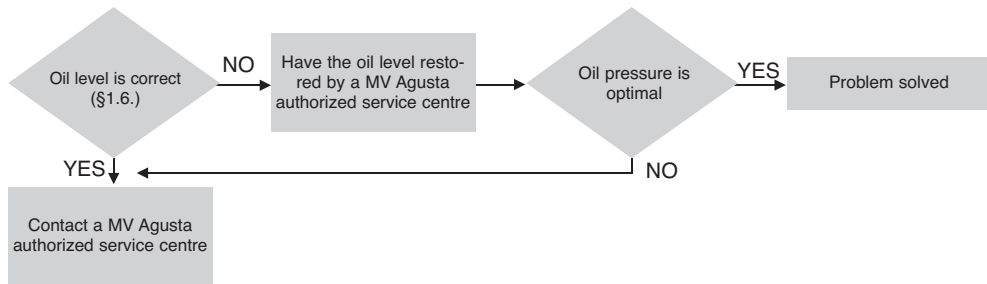 Oil level is correct
(§1.6.)
NO
Have the oil level resto-
red by a MV Agusta
authorized service centre
Oil pressure is
optimal
YES
Problem solved
YES
NO
Contact a MV Agusta
authorized service centre